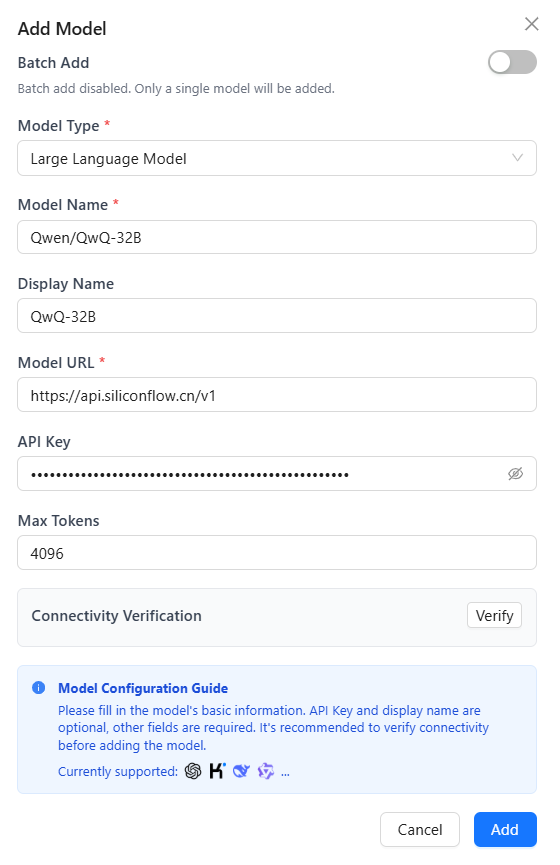 Add Model
Batch Add
Batch add disabled. Only a single model will be added.
Model Type *
Large Language Model
Model Name *
Qwen/QwQ-32B
Display Name
QwQ-32B
Model URL *
https://api.siliconflow.cn/v1
API Key
••••••••••••••••••••••••••••••••••••••••••••••••••••
Max Tokens
4096
Connectivity Verification
Verify
Model Configuration Guide
Please fill in the model's basic information. API Key and display name are
optional, other fields are required. It's recommended to verify connectivity
before adding the model.
Currently supported: ...
Cancel
Add